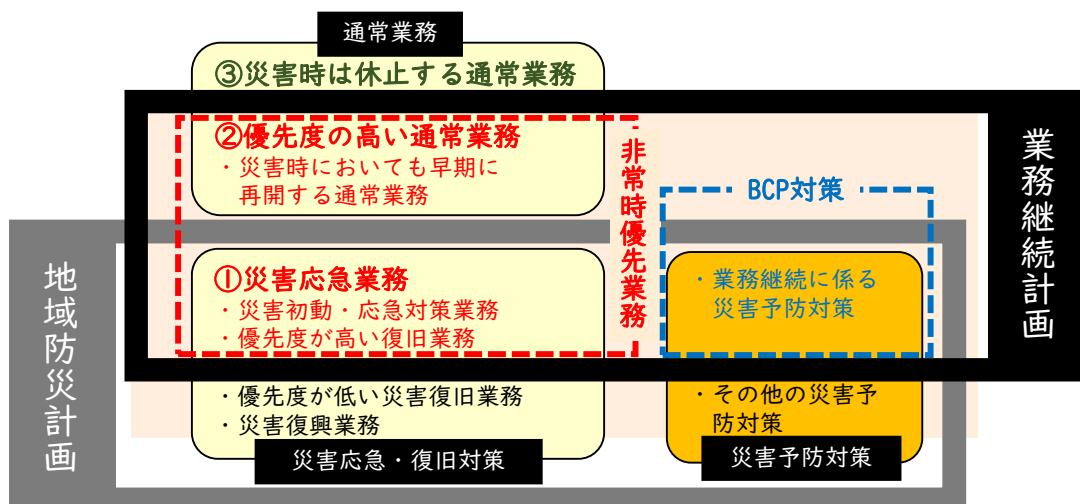 通常業務
③災害時は休止する通常業務
②優先度の高い通常業務
・災害時においても早期に
再開する通常業務
非常時優先業務
BCP対策
業務継続計画
地域防災計画
①災害応急業務
・災害初動・応急対策業務
・優先度が高い復旧業務
・業務継続に係る
災害予防対策
・優先度が低い災害復旧業務
・災害復興業務
・その他の災害予
防対策
災害応急・復旧対策
災害予防対策